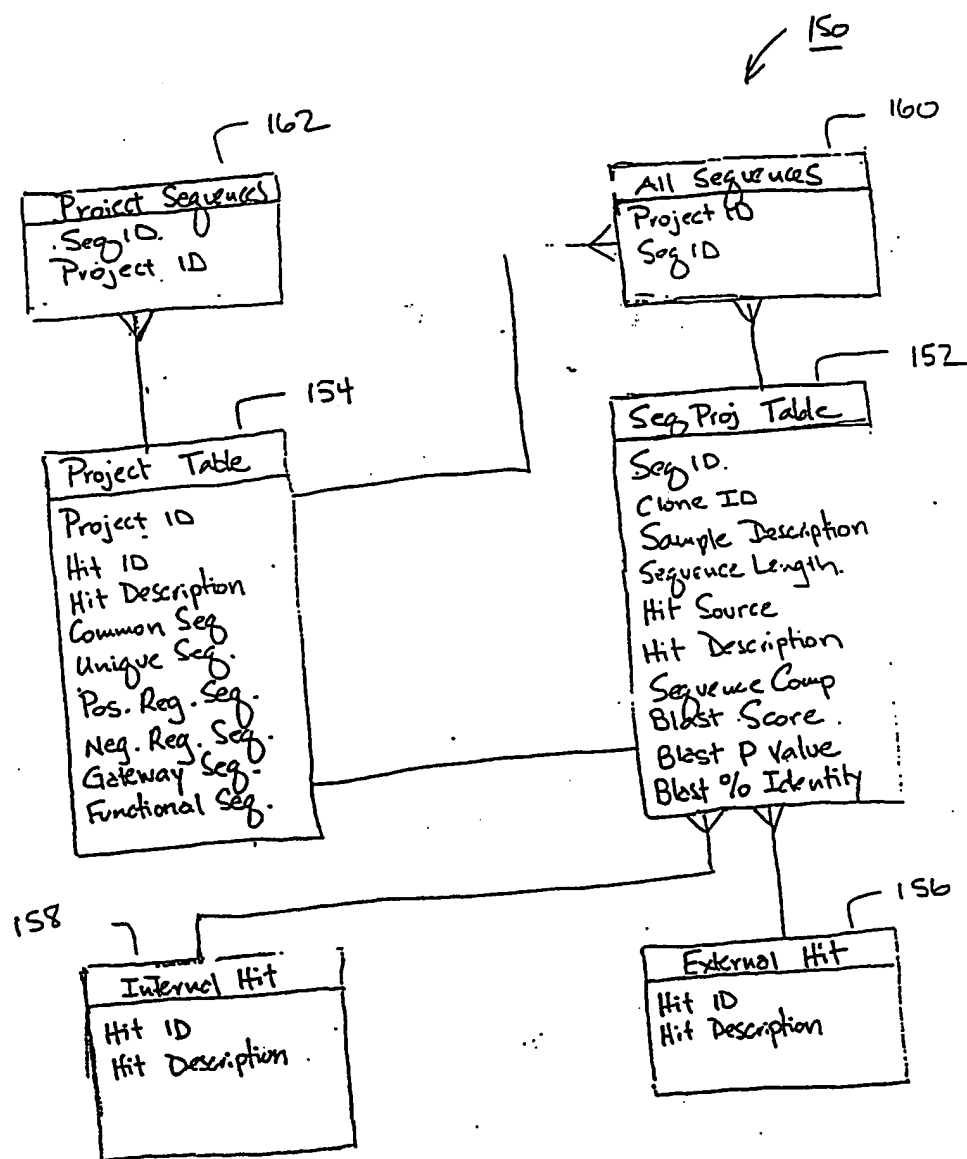 150
162
160
Project Sequences
Seq ID.
Project ID
All Sequences
Project ID
Seq ID
154
152
Project Table
Project ID
Hit ID
Hit Description
Common Seq
Unique Seq.
Pos. Reg. Seq.
Neg. Reg. Seq.
Gateway Seq.
Functional Seq.
Seq Proj Table
Seq ID.
Clone ID
Sample Description
Sequence Length.
Hit Source
Hit Description
Sequence Comp
Blast Score.
Blast P Value
Blast % Identity
158
156
Internal Hit
Hit ID
Hit Description
External Hit
Hit ID
Hit Description